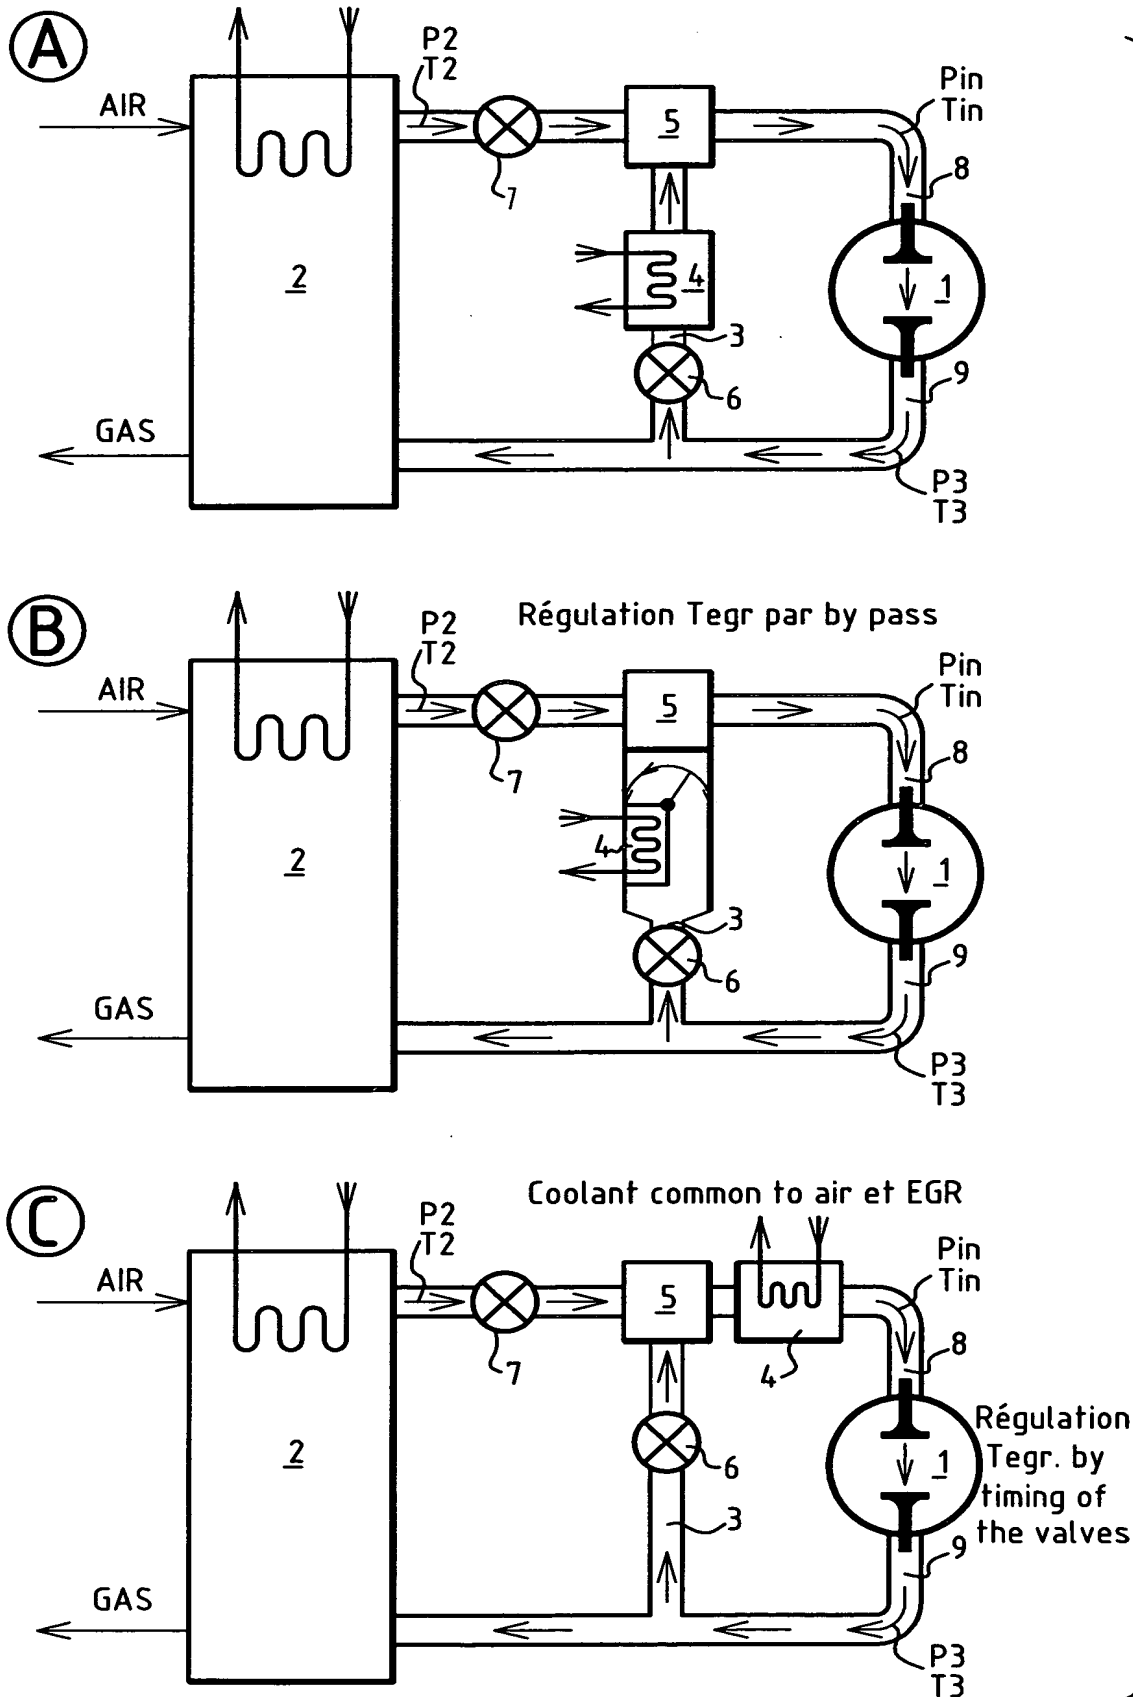 A
P2
T2
AIR
Pin
Tin
5
7
8
2
4
1
3
6
9
GAS
P3
T3
B
Régulation Tegr par by pass
P2
T2
AIR
Pin
Tin
5
7
8
4
2
1
3
6
9
GAS
P3
T3
C
Coolant common to air et EGR
P2
T2
AIR
Pin
Tin
5
7
4
8
Régulation
Tegr. by
timing of
the valves
2
1
6
3
9
GAS
P3
T3